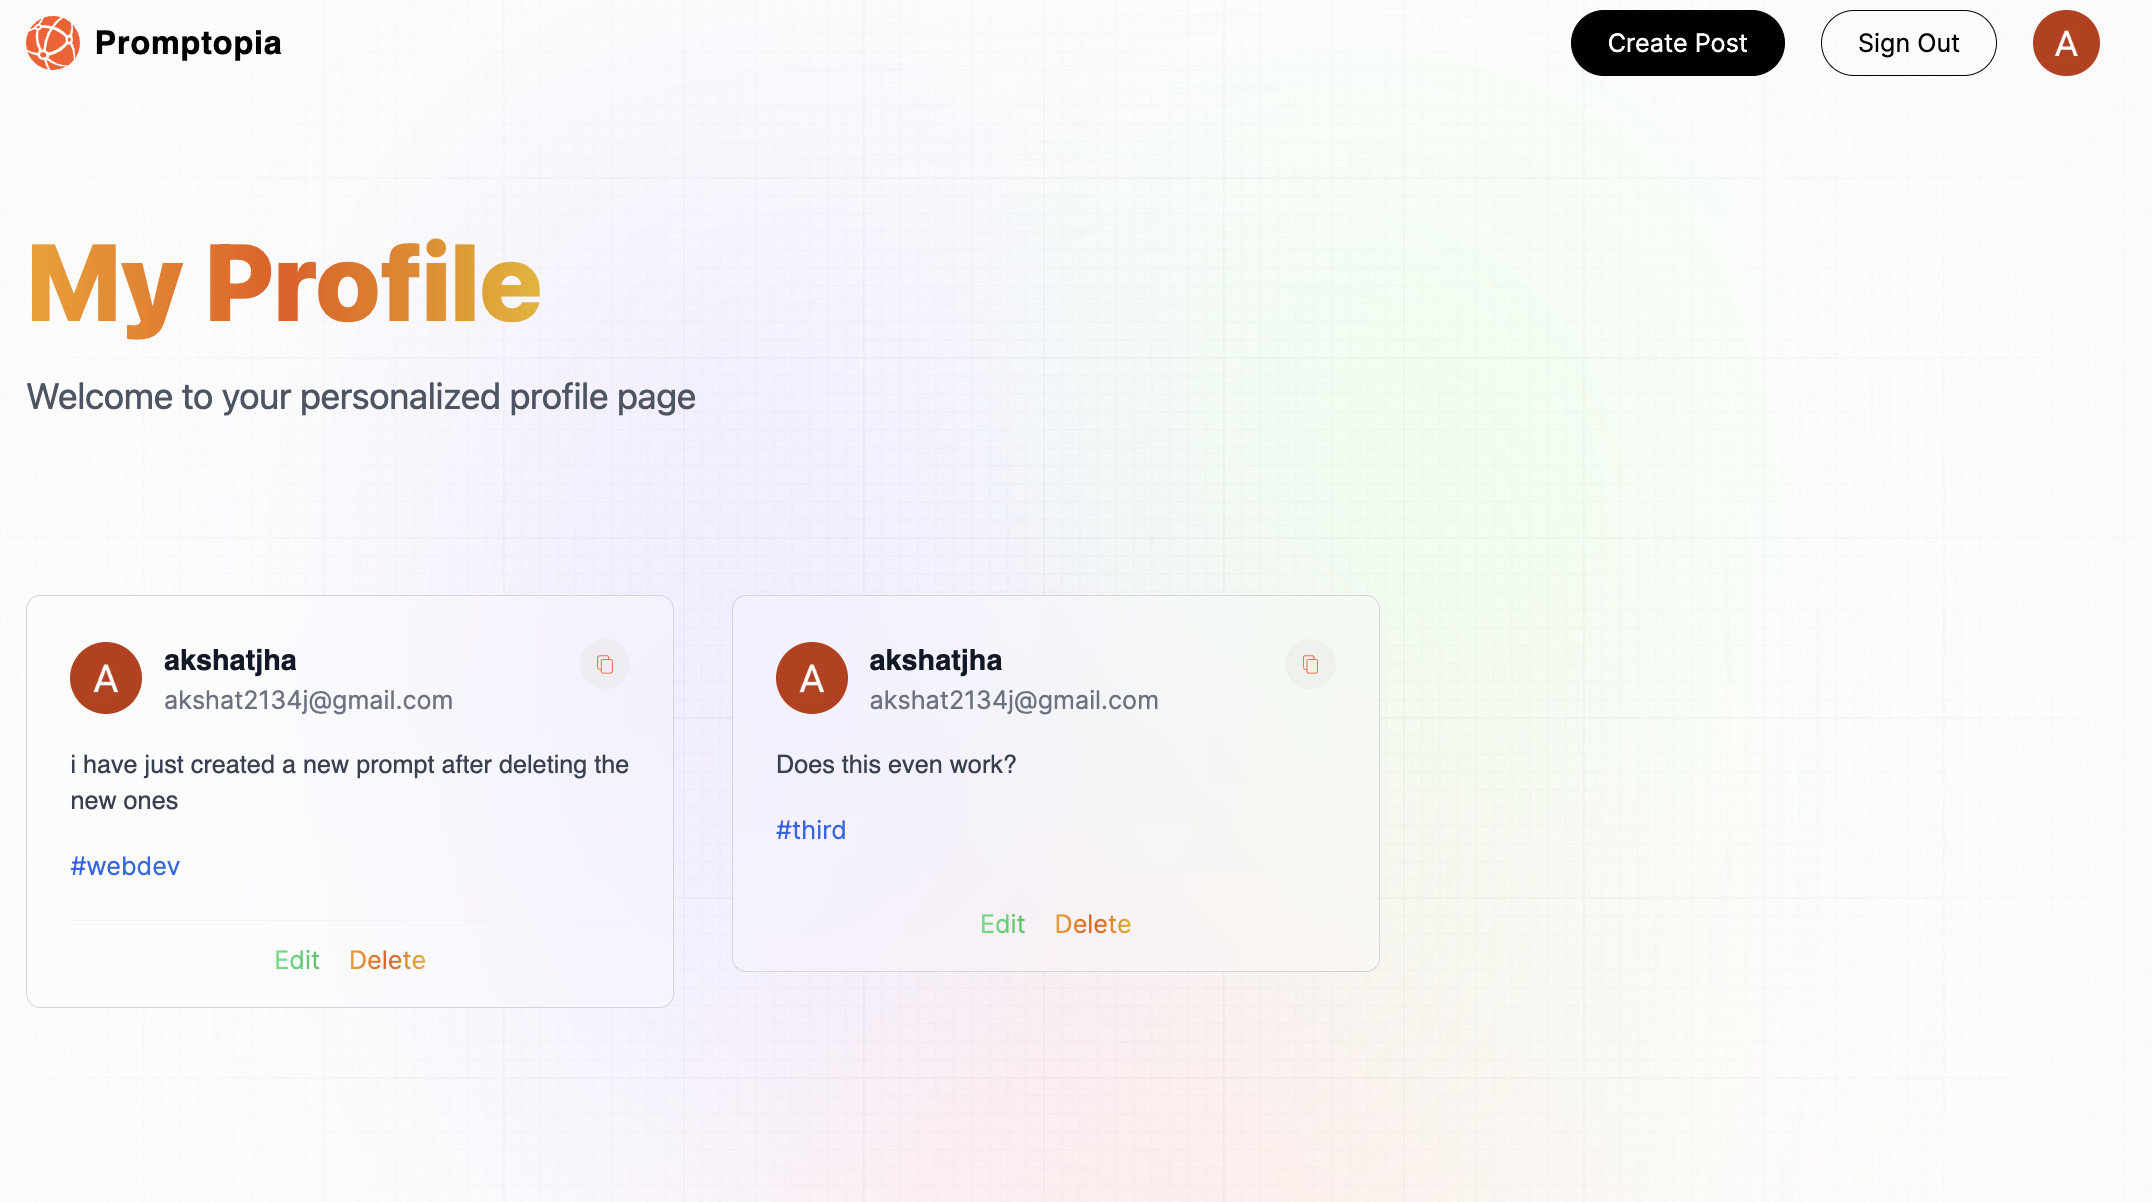 Promptopia
Create Post
Sign Out
A
My Profile
Welcome to your personalized profile page
A
akshatjha
akshat2134j@gmail.com
i have just created a new prompt after deleting the
new ones
#webdev
Edit Delete
A
akshatjha
akshat2134j@gmail.com
Does this even work?
#third
Edit Delete